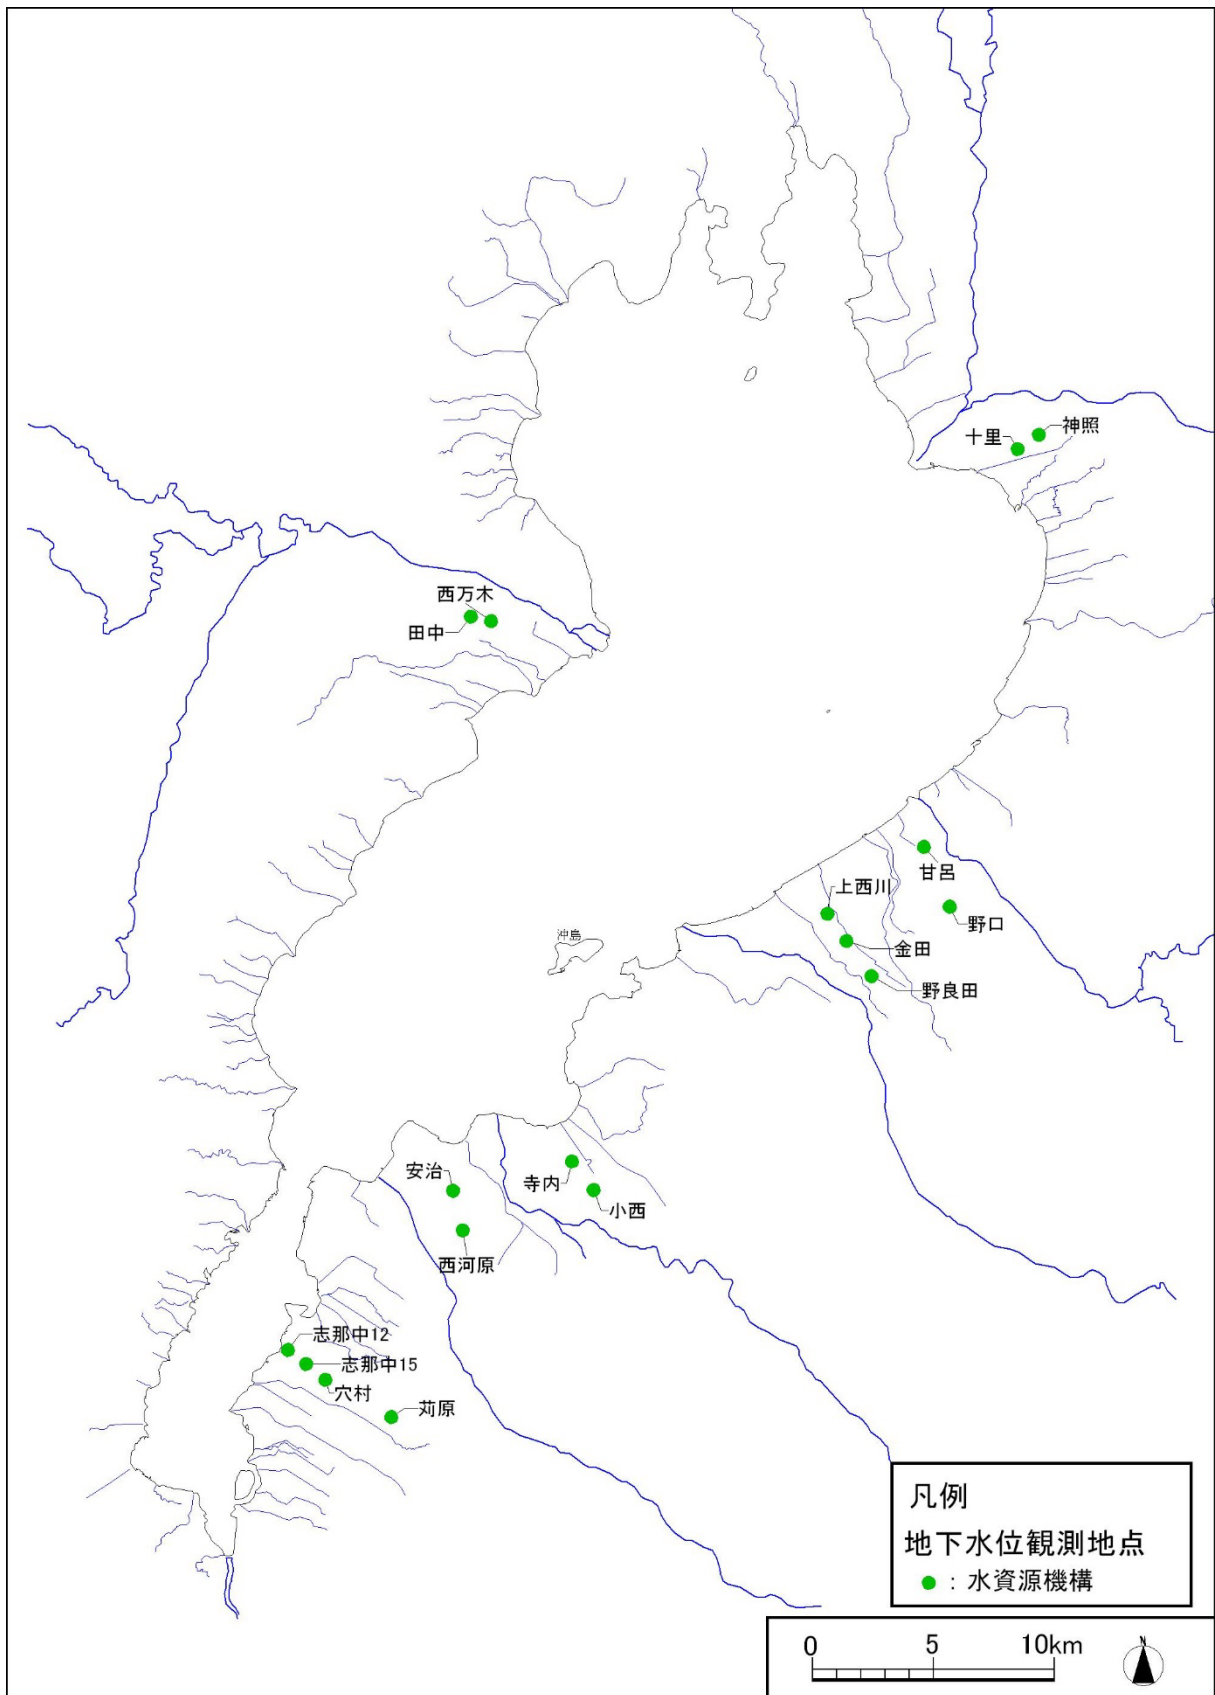 十里
神照
西万木
田中
甘呂
上西川
野口
沖島
金田
野良田
安治
寺内
小西
西河原
志那中12
志那中15
穴村
苅原
凡例
地下水位観測地点
：水資源機構
0 5 10km
N